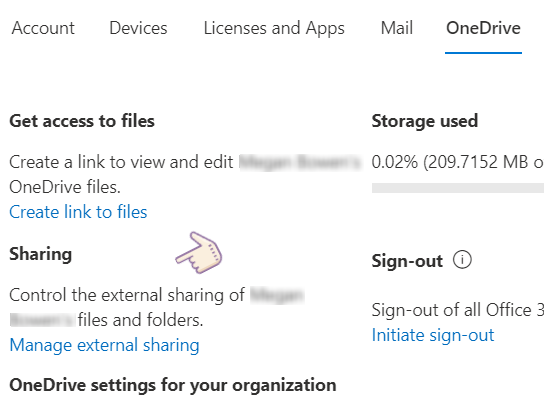 Account Devices Licenses and Apps Mail OneDrive
Get access to files
Create a link to view and edit
OneDrive files.
Create link to files
Sharing
Control the external sharing of
files and folders.
Manage external sharing
OneDrive settings for your organization
Storage used
0.02% (209.7152 MB o
Sign-out
Sign-out of all Office 3
Initiate sign-out